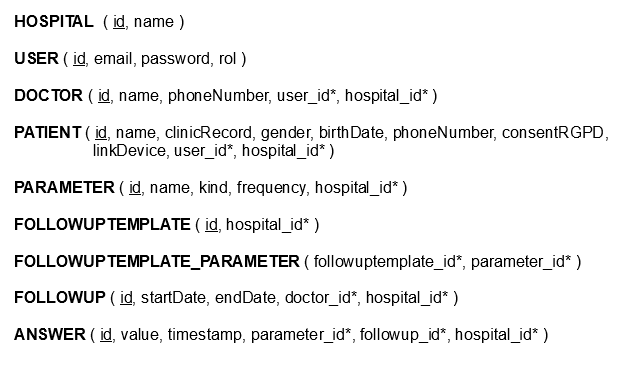 HOSPITAL ( id, name )
USER ( id, email, password, rol )
DOCTOR ( id, name, phoneNumber, user_id*, hospital_id* )
PATIENT ( id, name, clinicRecord, gender, birthDate, phoneNumber, consentRGPD,
linkDevice, user_id*, hospital_id* )
PARAMETER ( id, name, kind, frequency, hospital_id* )
FOLLOWUPTEMPLATE ( id, hospital_id* )
FOLLOWUPTEMPLATE_PARAMETER ( followuptemplate_id*, parameter_id* )
FOLLOWUP ( id, startDate, endDate, doctor_id*, hospital_id* )
ANSWER ( id, value, timestamp, parameter_id*, followup_id*, hospital_id* )